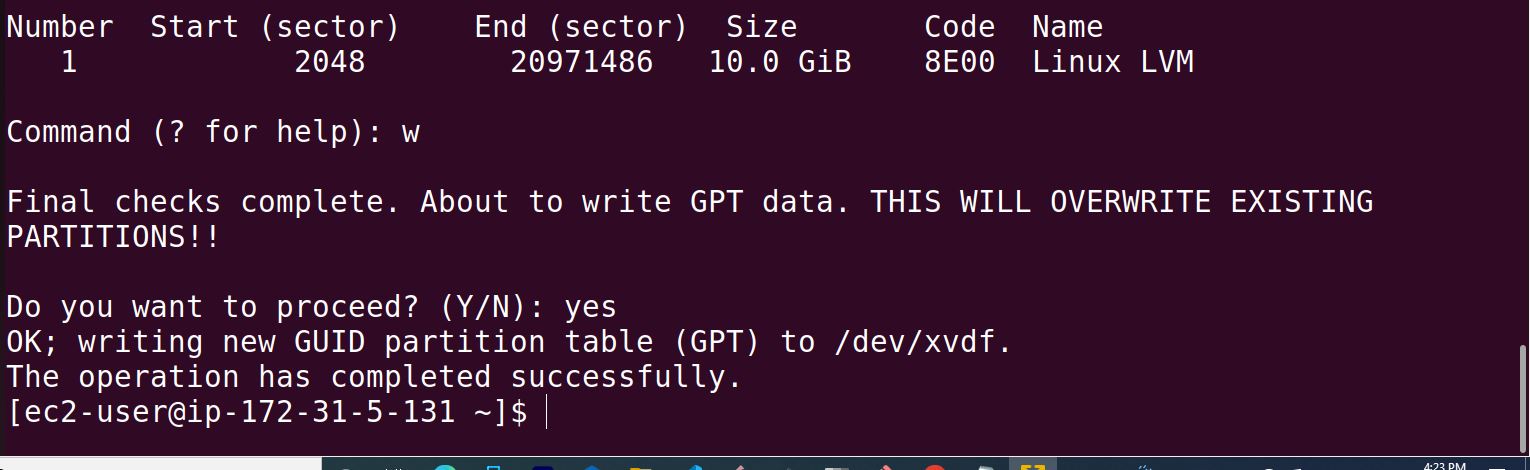 Number  Start (sector)    End (sector)  Size       Code  Name
   1            2048        20971486   10.0 GiB    8E00  Linux LVM
Command (? for help): w
Final checks complete. About to write GPT data. THIS WILL OVERWRITE EXISTING
PARTITIONS!!
Do you want to proceed? (Y/N): yes
OK; writing new GUID partition table (GPT) to /dev/xvdf.
The operation has completed successfully.
[ec2-user@ip-172-31-5-131 ~]$
4:23 PM